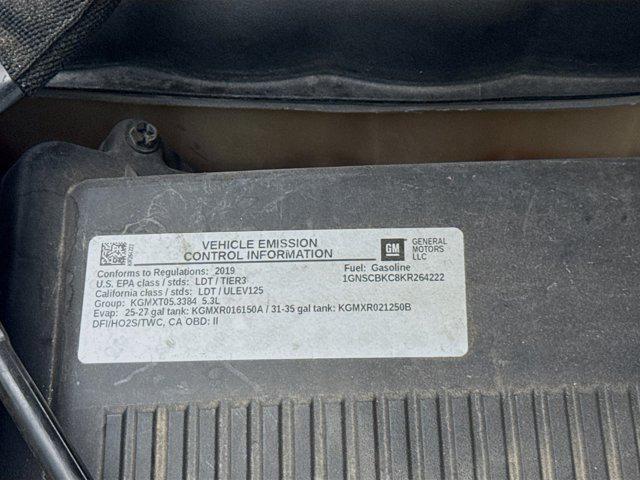 VEHICLE EMISSION
CONTROL INFORMATION
GM
GENERAL
MOTORS
LLC
Conforms to Regulations: 2019
Fuel: Gasoline
U.S. EPA class / stds: LDT / TIER3
1GNSCBKC8KR264222
California class / stds: LDT / ULEV125
Group: KGMXT05.3384 5.3L
Evap: 25-27 gal tank: KGMXR016150A / 31-35 gal tank: KGMXR021250B
DFI/HO2S/TWC, CA OBD: II